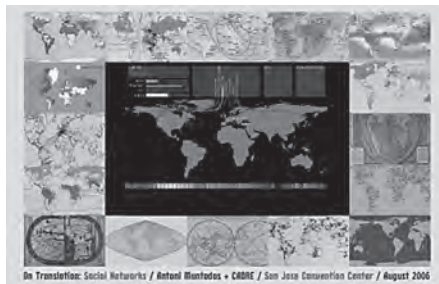 On Translation: Social Networks / Antoni Muntadas + CADRE / San Jose Convention Center / August 2006